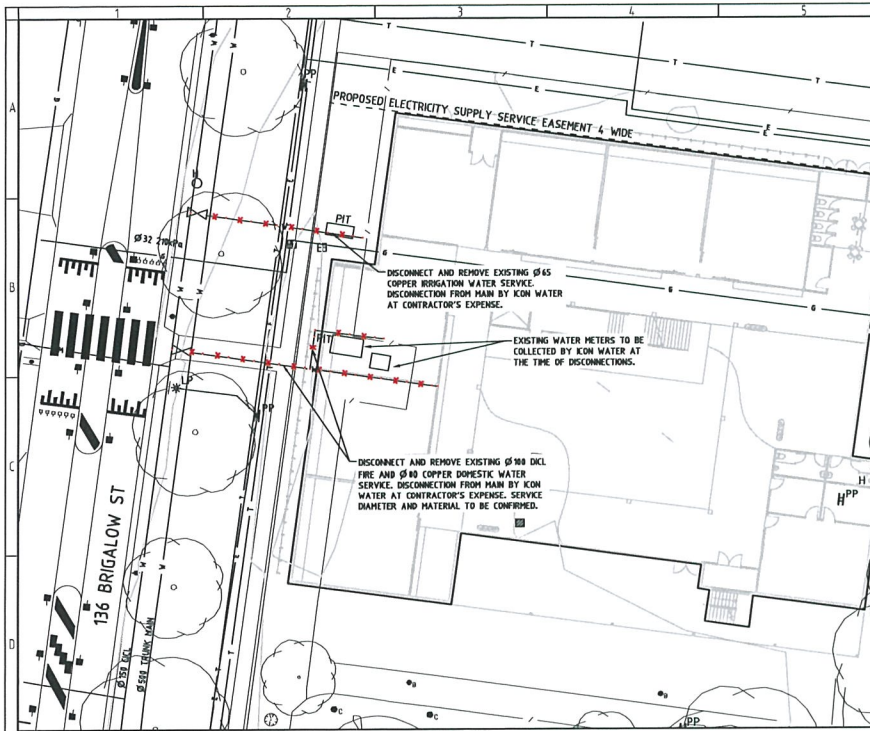 1 2 3 4 5
A
B
C
D
PP
PROPOSED ELECTRICITY SUPPLY SERVICE EASEMENT 4 WIDE
H
PIT
Ø32 210kPa
EB
DISCONNECT AND REMOVE EXISTING Ø65
COPPER IRRIGATION WATER SERVICE.
DISCONNECTION FROM MAIN BY ICON WATER
AT CONTRACTOR'S EXPENSE.
PIT
EXISTING WATER METERS TO BE
COLLECTED BY ICON WATER AT
THE TIME OF DISCONNECTIONS.
LP
PP
DISCONNECT AND REMOVE EXISTING Ø100 DICL
FIRE AND Ø80 COPPER DOMESTIC WATER
SERVICE. DISCONNECTION FROM MAIN BY ICON
WATER AT CONTRACTOR'S EXPENSE. SERVICE
DIAMETER AND MATERIAL TO BE CONFIRMED.
H
H PP
136 BRIGALOW ST
Ø150 DICL
Ø500 TRUNK MAIN
B
B
C
C
PP
T T T T T
E E E E
G G G G
W W W W